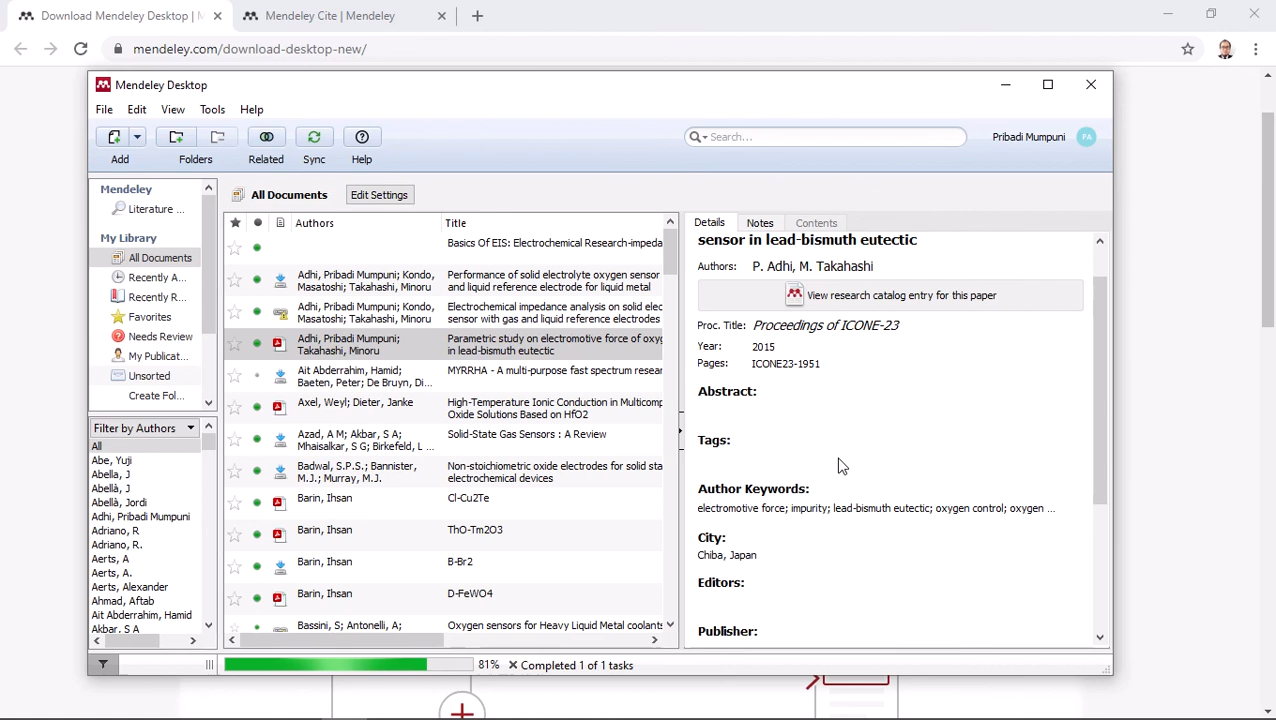 Download Mendeley Desktop | M
Mendeley Cite | Mendeley
mendeley.com/download-desktop-new/
Mendeley Desktop
File Edit View Tools Help
Search...
Pribadi Mumpuni PA
Add Folders Related Sync Help
Mendeley
Literature ...
My Library
All Documents
Recently A...
Recently R...
Favorites
Needs Review
My Publicat...
Unsorted
Create Fol...
Filter by Authors
All
Abe, Yuji
Abella, J
Abellà, Jordi
Adhi, Pribadi Mumpuni
Adriano, R
Adriano, R.
Aerts, A
Aerts, A.
Aerts, Alexander
Ahmad, Aftab
Ait Abderrahim, Hamid
Akbar, S A
All Documents Edit Settings
Authors Title
Basics Of EIS: Electrochemical Research-impeda
Adhi, Pribadi Mumpuni; Kondo, Performance of solid electrolyte oxygen sensor
Masatoshi; Takahashi, Minoru and liquid reference electrode for liquid metal
Adhi, Pribadi Mumpuni; Kondo, Electrochemical impedance analysis on solid elec
Masatoshi; Takahashi, Minoru sensor with gas and liquid reference electrodes
Adhi, Pribadi Mumpuni; Parametric study on electromotive force of oxyg
Takahashi, Minoru in lead-bismuth eutectic
Ait Abderrahim, Hamid; MYRRHA - A multi-purpose fast spectrum resear
Baeten, Peter; De Bruyn, Di...
Axel, Weyl; Dieter, Janke High-Temperature Ionic Conduction in Multicomp
Oxide Solutions Based on HfO2
Azad, A M; Akbar, S A; Solid-State Gas Sensors : A Review
Mhaisalkar, S G; Birkefeld, L ...
Badwal, S.P.S.; Bannister, Non-stoichiometric oxide electrodes for solid sta
M.J.; Murray, M.J. electrochemical devices
Barin, Ihsan Cl-Cu2Te
Barin, Ihsan ThO-Tm2O3
Barin, Ihsan B-Br2
Barin, Ihsan D-FeWO4
Bassini, S; Antonelli, A; Oxygen sensors for Heavy Liquid Metal coolants
Details Notes Contents
sensor in lead-bismuth eutectic
Authors: P. Adhi, M. Takahashi
View research catalog entry for this paper
Proc. Title: Proceedings of ICONE-23
Year: 2015
Pages: ICONE23-1951
Abstract:
Tags:
Author Keywords:
electromotive force; impurity; lead-bismuth eutectic; oxygen control; oxygen ...
City:
Chiba, Japan
Editors:
Publisher:
81% Completed 1 of 1 tasks